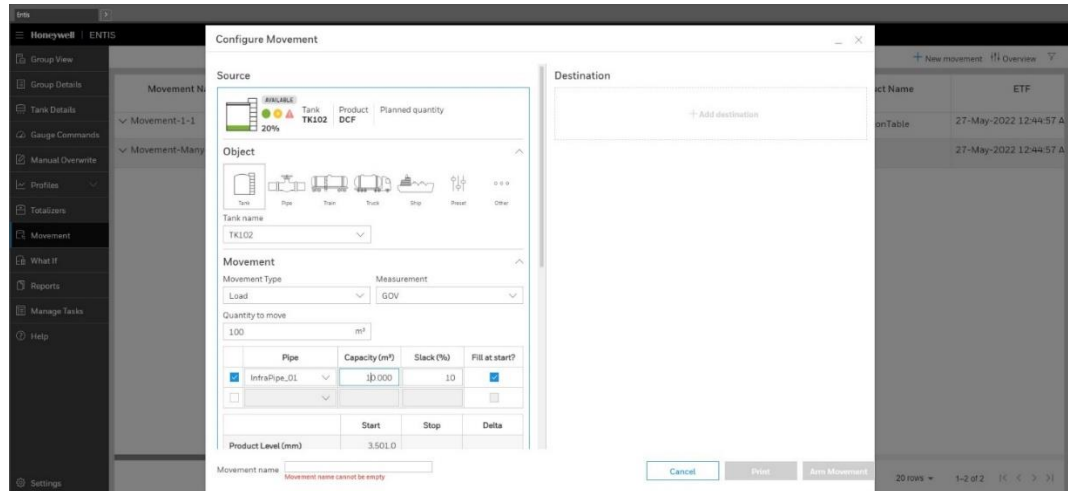 Entis
Honeywell | ENTIS
Group View
Group Details
Tank Details
Gauge Commands
Manual Overwrite
Profiles
Totalizers
Movement
What If
Reports
Manage Tasks
Help
Settings
New movement Overview
Movement Na
ct Name ETF
Movement-1-1
onTable 27-May-2022 12:44:57 A
Movement-Many
27-May-2022 12:44:57 A
Configure Movement
Source
AVAILABLE
20%
Tank Product Planned quantity
TK102 DCF
Object
Tank Pipe Train Truck Ship Preset Other
Tank name
TK102
Movement
Movement Type Measurement
Load GOV
Quantity to move
100 m³
Pipe Capacity (m³) Slack (%) Fill at start?
InfraPipe_01 10.000 10
Start Stop Delta
Product Level (mm) 3,501.0
Destination
+ Add destination
Movement name
Movement name cannot be empty
Cancel Print Arm Movement
20 rows 1–2 of 2